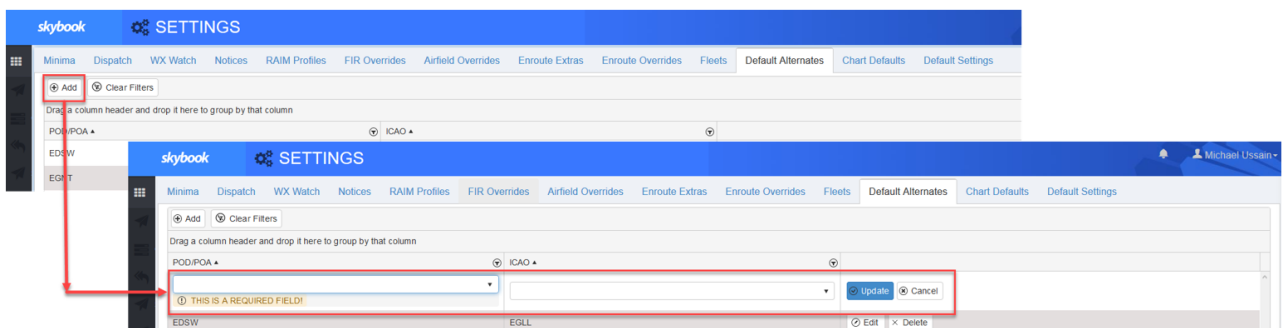 skybook SETTINGS
Minima Dispatch WX Watch Notices RAIM Profiles FIR Overrides Airfield Overrides Enroute Extras Enroute Overrides Fleets Default Alternates Chart Defaults Default Settings
Add Clear Filters
Drag a column header and drop it here to group by that column
POD/POA ICAO
EDSW
EGNT
skybook SETTINGS Michael Ussain
Minima Dispatch WX Watch Notices RAIM Profiles FIR Overrides Airfield Overrides Enroute Extras Enroute Overrides Fleets Default Alternates Chart Defaults Default Settings
Add Clear Filters
Drag a column header and drop it here to group by that column
POD/POA ICAO
Update Cancel
THIS IS A REQUIRED FIELD!
EDSW EGLL Edit Delete